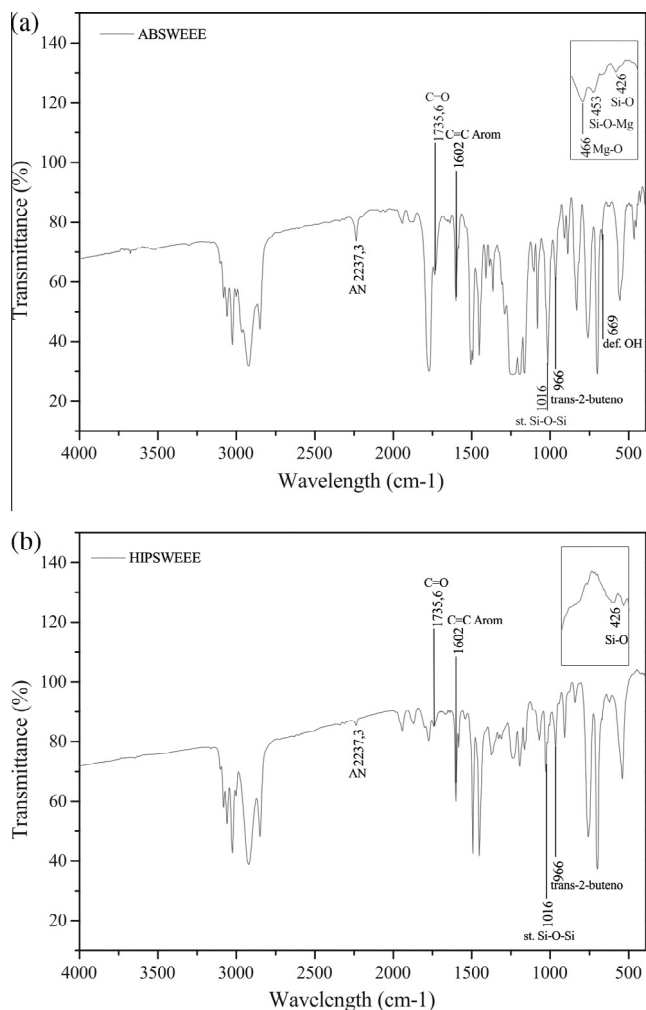 (a)
ABSWEEE
140
120
100
80
60
40
20
Transmittance (%)
C=O
1735,6
C=C Arom
1602
2237,3
AN
1016
st. Si-O-Si
966
trans-2-buteno
669
def. OH
426
Si-O
453
Si-O-Mg
466
Mg-O
4000 3500 3000 2500 2000 1500 1000 500
Wavelength (cm-1)
(b)
HIPSWEEE
140
120
100
80
60
40
20
Transmittance (%)
C=O
1735,6
C=C Arom
1602
2237,3
AN
1016
st. Si-O-Si
966
trans-2-buteno
426
Si-O
4000 3500 3000 2500 2000 1500 1000 500
Wavelength (cm-1)